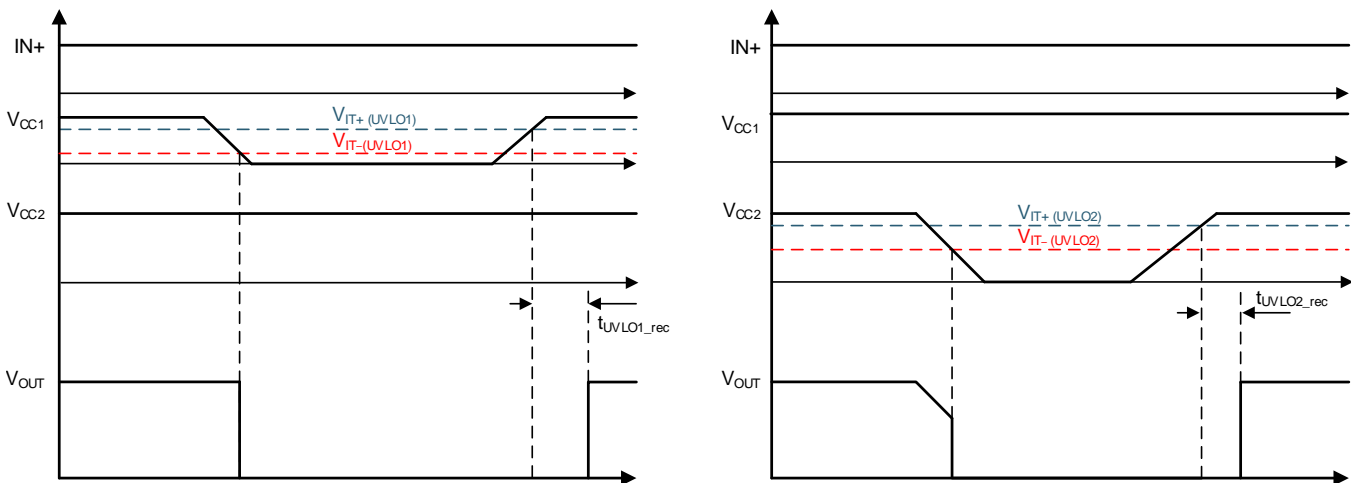 IN+
VCC1
VIT+ (UVLO1)
VIT–(UVLO1)
VCC2
tUVLO1_rec
VOUT
IN+
VCC1
VCC2
VIT+ (UVLO2)
VIT– (UVLO2)
tUVLO2_rec
VOUT